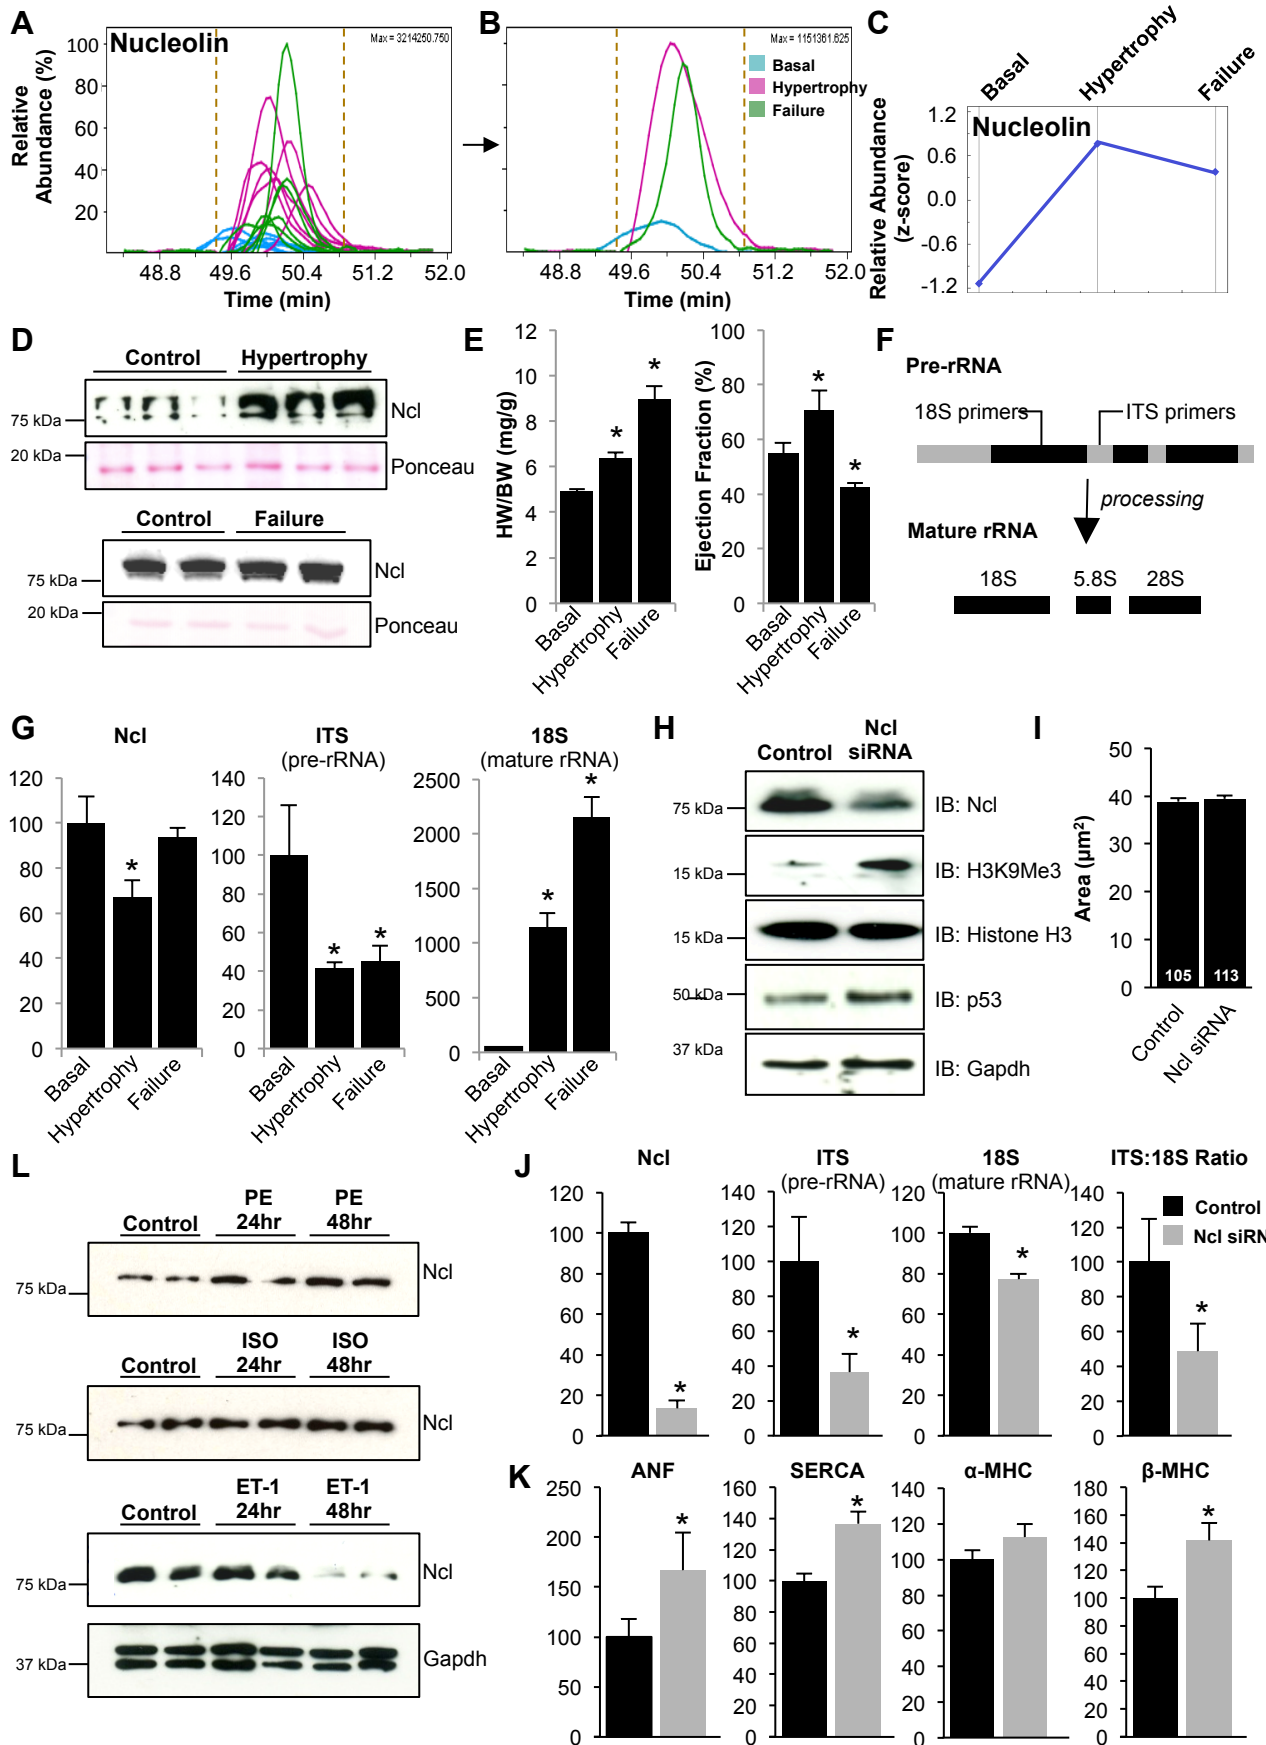 A
Nucleolin
Max = 3214250.750
Relative
Abundance (%)
100
80
60
40
20
48.8 49.6 50.4 51.2 52.0
Time (min)
B
Max = 1151361.625
Basal
Hypertrophy
Failure
48.8 49.6 50.4 51.2 52.0
Time (min)
C
Basal
Hypertrophy
Failure
Nucleolin
Relative Abundance
(z-score)
1.2
0.6
0.0
-0.6
-1.2
D
Control Hypertrophy
75 kDa
Ncl
20 kDa
Ponceau
Control Failure
75 kDa
Ncl
20 kDa
Ponceau
E
HW/BW (mg/g)
12
10
8
6
4
2
0
* *
Basal
Hypertrophy
Failure
Ejection Fraction (%)
100
80
60
40
20
0
* *
Basal
Hypertrophy
Failure
F
Pre-rRNA
18S primers
ITS primers
processing
Mature rRNA
18S 5.8S 28S
G
Ncl
120
100
80
60
40
20
0
*
Basal
Hypertrophy
Failure
ITS
(pre-rRNA)
140
120
100
80
60
40
20
0
* *
Basal
Hypertrophy
Failure
18S
(mature rRNA)
2500
2000
1500
1000
500
0
* *
Basal
Hypertrophy
Failure
H
Control
Ncl
siRNA
75 kDa
IB: Ncl
15 kDa
IB: H3K9Me3
15 kDa
IB: Histone H3
50 kDa
IB: p53
37 kDa
IB: Gapdh
I
Area (µm²)
50
40
30
20
10
0
105 113
Control
Ncl siRNA
L
Control
PE
24hr
PE
48hr
75 kDa
Ncl
Control
ISO
24hr
ISO
48hr
75 kDa
Ncl
Control
ET-1
24hr
ET-1
48hr
75 kDa
Ncl
37 kDa
Gapdh
J
Ncl
120
100
80
60
40
20
0
*
ITS
(pre-rRNA)
140
120
100
80
60
40
20
0
*
18S
(mature rRNA)
120
100
80
60
40
20
0
*
ITS:18S Ratio
140
120
100
80
60
40
20
0
*
Control
Ncl siRN
K
ANF
250
200
150
100
50
0
*
SERCA
160
140
120
100
80
60
40
20
0
*
α-MHC
140
120
100
80
60
40
20
0
β-MHC
180
160
140
120
100
80
60
40
20
0
*